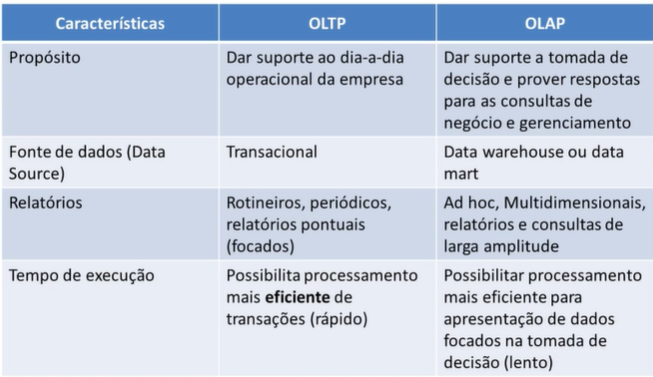 Características OLTP OLAP
Propósito
Dar suporte ao dia-a-dia
operacional da empresa
Dar suporte a tomada de
decisão e prover respostas
para as consultas de
negócio e gerenciamento
Fonte de dados (Data
Source)
Transacional
Data warehouse ou data
mart
Relatórios
Rotineiros, periódicos,
relatórios pontuais
(focados)
Ad hoc, Multidimensionais,
relatórios e consultas de
larga amplitude
Tempo de execução
Possibilita processamento
mais eficiente de
transações (rápido)
Possibilitar processamento
mais eficiente para
apresentação de dados
focados na tomada de
decisão (lento)